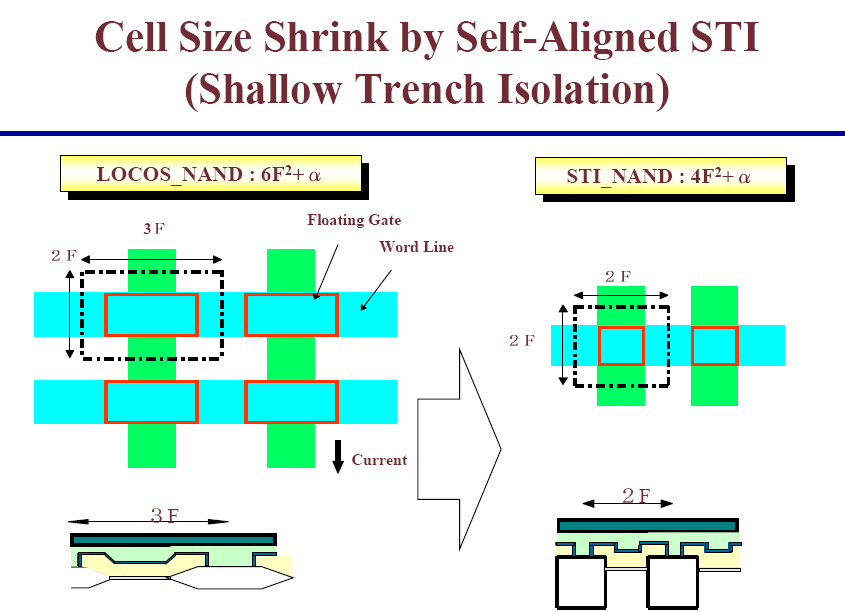 Cell Size Shrink by Self-Aligned STI
(Shallow Trench Isolation)
LOCOS_NAND : 6F²+ α
STI_NAND : 4F²+ α
3 F
2 F
Floating Gate
Word Line
2 F
2 F
Current
3 F
2 F